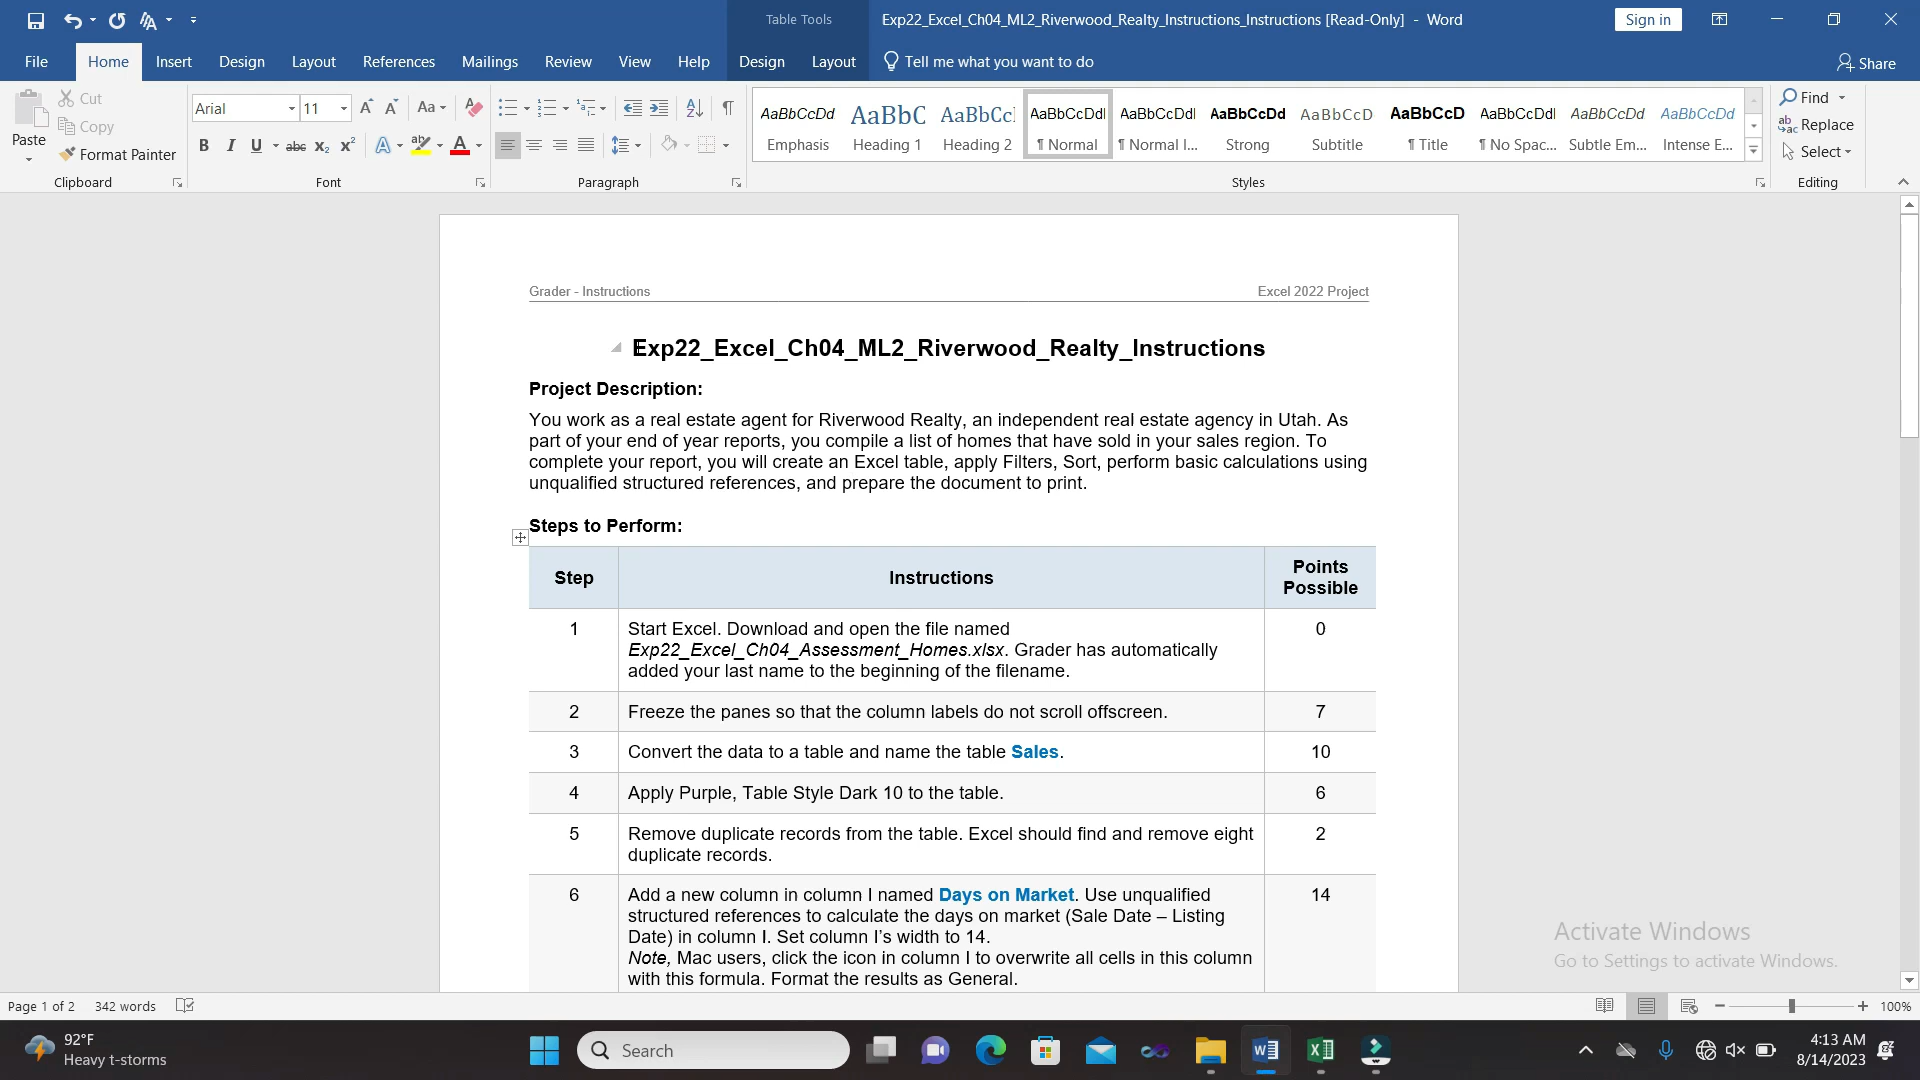 Table Tools
Exp22_Excel_Ch04_ML2_Riverwood_Realty_Instructions_Instructions [Read-Only] - Word
Sign in
File Home Insert Design Layout References Mailings Review View Help Design Layout Tell me what you want to do Share
Paste
Cut
Copy
Format Painter
Clipboard
Arial 11
Font
Paragraph
AaBbCcDd AaBbC AaBbCc AaBbCcDdI AaBbCcDdI AaBbCcDd AaBbCcD AaBbCcD AaBbCcDdI AaBbCcDd AaBbCcDd
Emphasis Heading 1 Heading 2 ¶ Normal ¶ Normal I... Strong Subtitle ¶ Title ¶ No Spac... Subtle Em... Intense E...
Styles
Find
Replace
Select
Editing
Grader - Instructions Excel 2022 Project
Exp22_Excel_Ch04_ML2_Riverwood_Realty_Instructions
Project Description:
You work as a real estate agent for Riverwood Realty, an independent real estate agency in Utah. As
part of your end of year reports, you compile a list of homes that have sold in your sales region. To
complete your report, you will create an Excel table, apply Filters, Sort, perform basic calculations using
unqualified structured references, and prepare the document to print.
Steps to Perform:
Step Instructions Points Possible
1 Start Excel. Download and open the file named 0
Exp22_Excel_Ch04_Assessment_Homes.xlsx. Grader has automatically
added your last name to the beginning of the filename.
2 Freeze the panes so that the column labels do not scroll offscreen. 7
3 Convert the data to a table and name the table Sales. 10
4 Apply Purple, Table Style Dark 10 to the table. 6
5 Remove duplicate records from the table. Excel should find and remove eight 2
duplicate records.
6 Add a new column in column I named Days on Market. Use unqualified 14
structured references to calculate the days on market (Sale Date – Listing
Date) in column I. Set column I’s width to 14.
Note, Mac users, click the icon in column I to overwrite all cells in this column
with this formula. Format the results as General.
Activate Windows
Go to Settings to activate Windows.
Page 1 of 2 342 words 100%
92°F
Heavy t-storms
Search
4:13 AM
8/14/2023